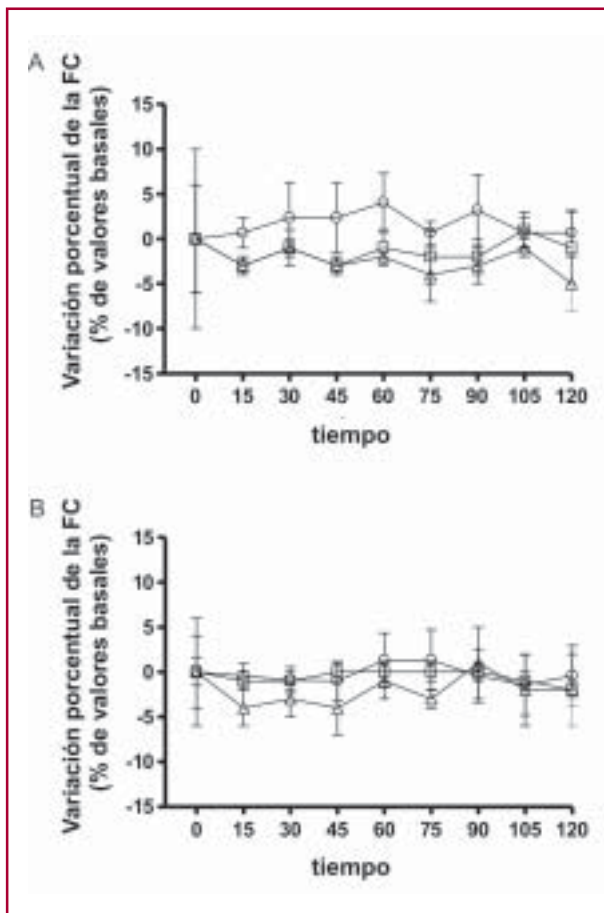 A
Variación porcentual de la FC
(% de valores basales)
15
10
5
0
-5
-10
-15
0 15 30 45 60 75 90 105 120
tiempo
B
Variación porcentual de la FC
(% de valores basales)
15
10
5
0
-5
-10
-15
0 15 30 45 60 75 90 105 120
tiempo